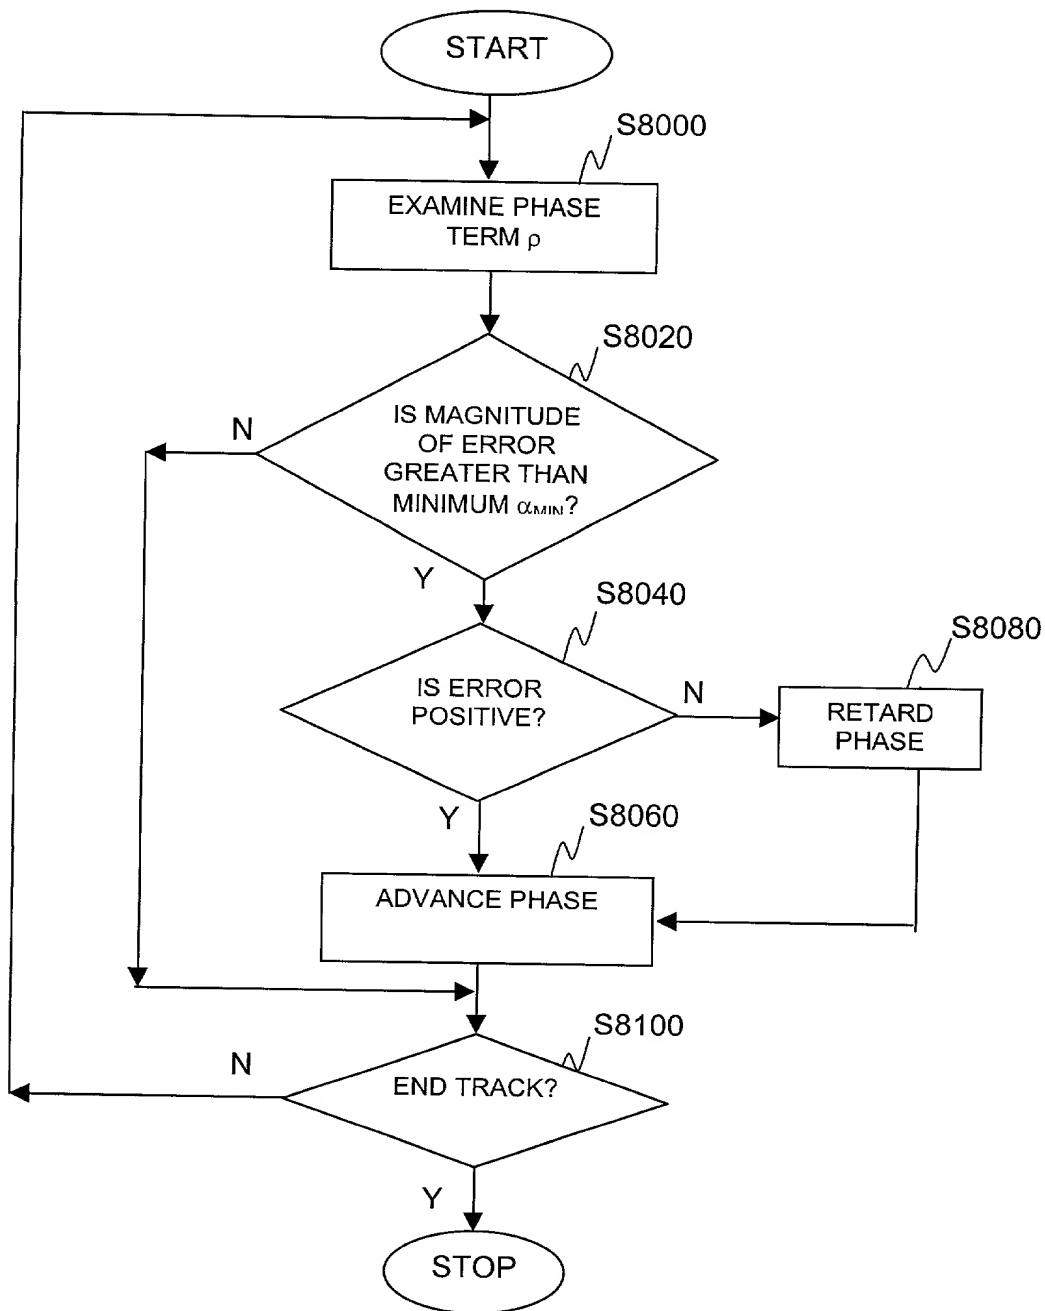 START
S8000
EXAMINE PHASE
TERM ρ
S8020
IS MAGNITUDE
OF ERROR
GREATER THAN
MINIMUM αMIN?
N
Y
S8040
S8080
IS ERROR
POSITIVE?
N
RETARD
PHASE
Y
S8060
ADVANCE PHASE
S8100
N
END TRACK?
Y
STOP